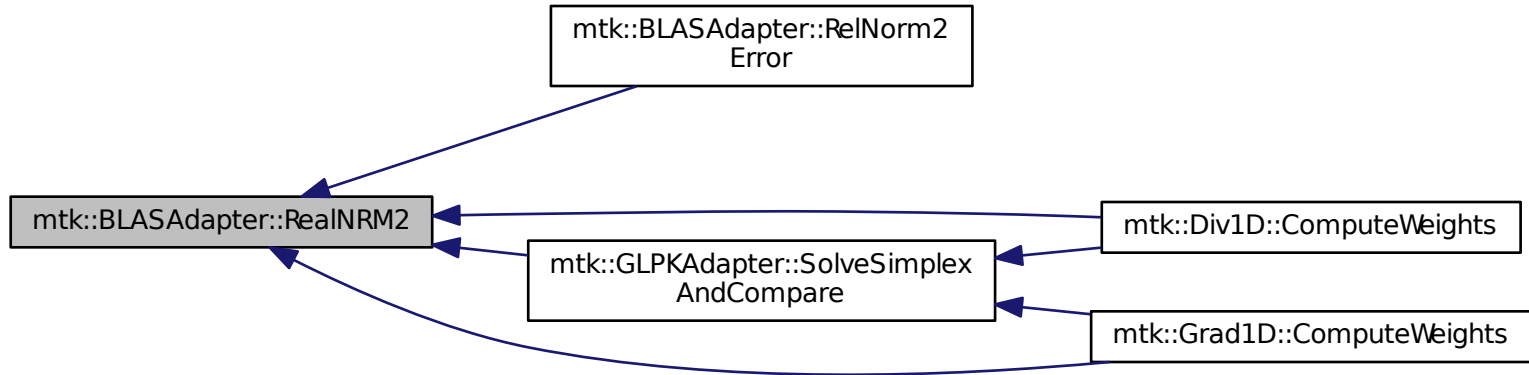 mtk::BLASAdapter::RelNorm2
Error
mtk::BLASAdapter::RealNRM2
mtk::Div1D::ComputeWeights
mtk::GLPKAdapter::SolveSimplex
AndCompare
mtk::Grad1D::ComputeWeights